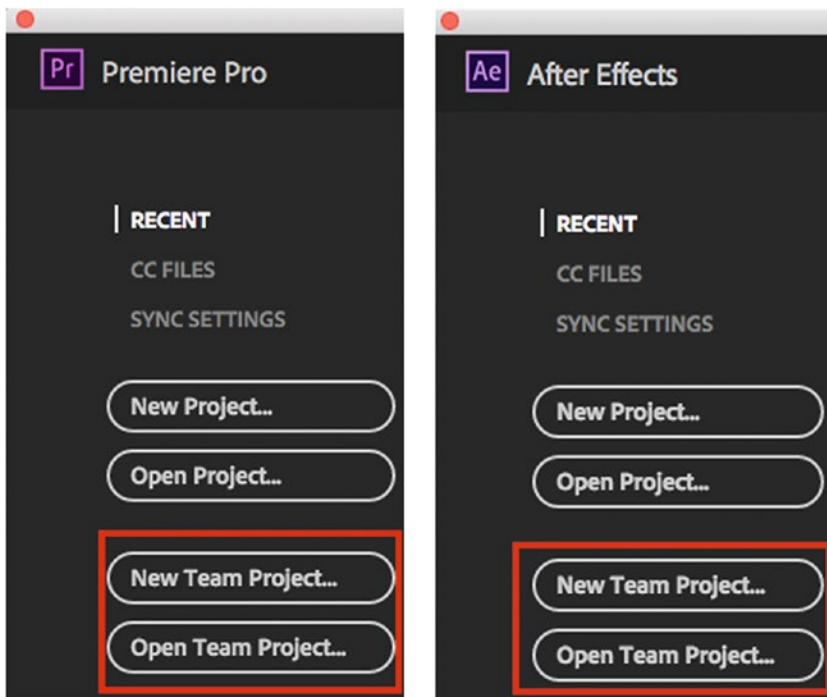 Pr Premiere Pro
RECENT
CC FILES
SYNC SETTINGS
New Project...
Open Project...
New Team Project...
Open Team Project...
Ae After Effects
RECENT
CC FILES
SYNC SETTINGS
New Project...
Open Project...
New Team Project...
Open Team Project...